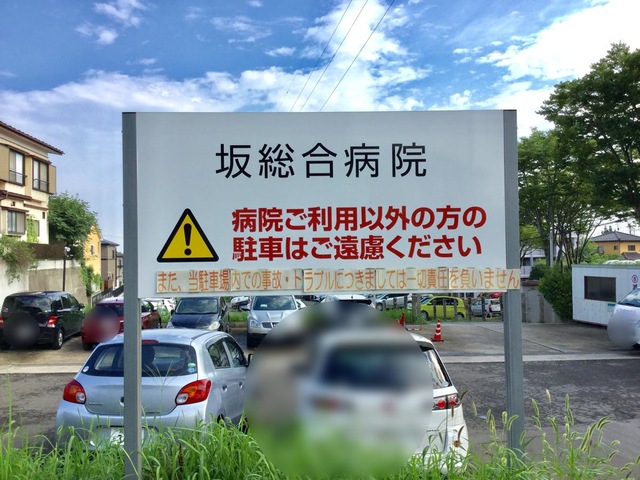 坂総合病院
病院ご利用以外の方の
駐車はご遠慮ください
また、当駐車場内での事故・トラブルにつきましては一切責任を負いません